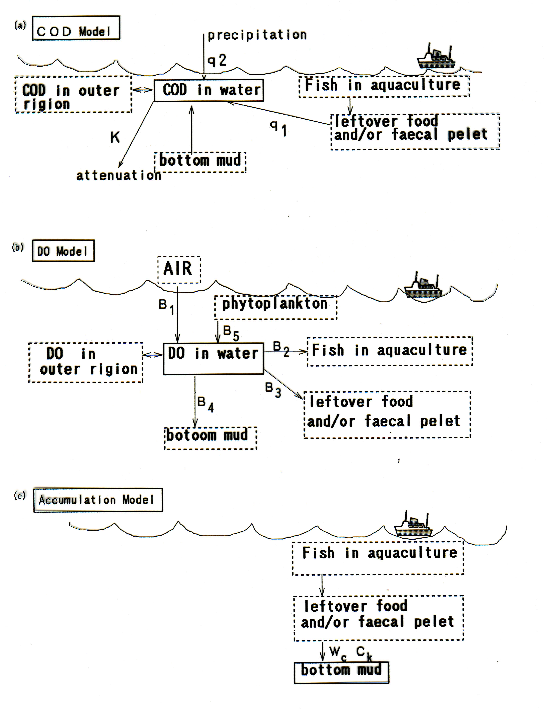 (a) COD Model
precipitation
q2
COD in outer
rigion
COD in water
Fish in aquaculture
K
q1
leftover food
and/or faecal pelet
attenuation
bottom mud
(b) DO Model
AIR
B1
phytoplankton
B5
DO in
outer rigion
DO in water
B2
Fish in aquaculture
B3
B4
leftover food
and/or faecal pelet
botoom mud
(c) Accumulation Model
Fish in aquaculture
leftover food
and/or faecal pelet
Wc Ck
bottom mud